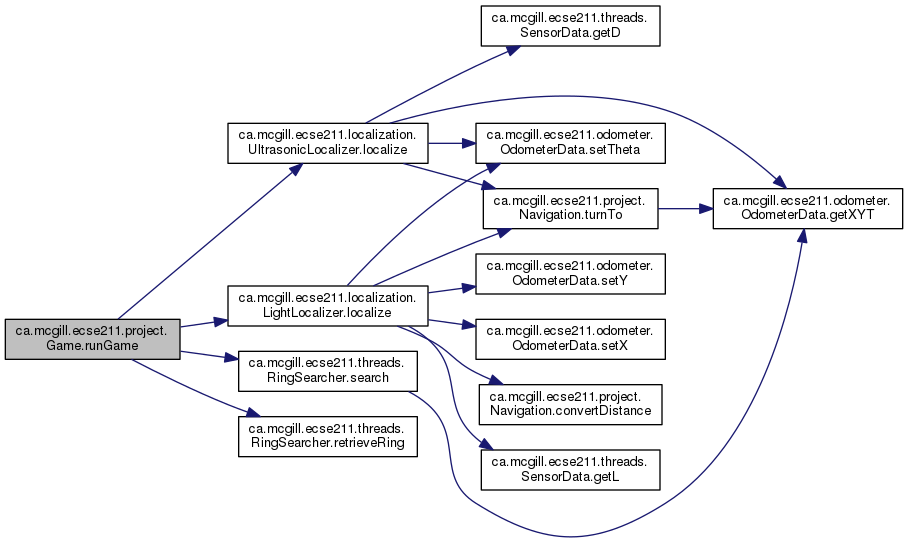 ca.mcgill.ecse211.threads.
SensorData.getD
ca.mcgill.ecse211.localization.
UltrasonicLocalizer.localize
ca.mcgill.ecse211.odometer.
OdometerData.setTheta
ca.mcgill.ecse211.project.
Navigation.turnTo
ca.mcgill.ecse211.odometer.
OdometerData.getXYT
ca.mcgill.ecse211.odometer.
OdometerData.setY
ca.mcgill.ecse211.localization.
LightLocalizer.localize
ca.mcgill.ecse211.project.
Game.runGame
ca.mcgill.ecse211.odometer.
OdometerData.setX
ca.mcgill.ecse211.threads.
RingSearcher.search
ca.mcgill.ecse211.project.
Navigation.convertDistance
ca.mcgill.ecse211.threads.
RingSearcher.retrieveRing
ca.mcgill.ecse211.threads.
SensorData.getL